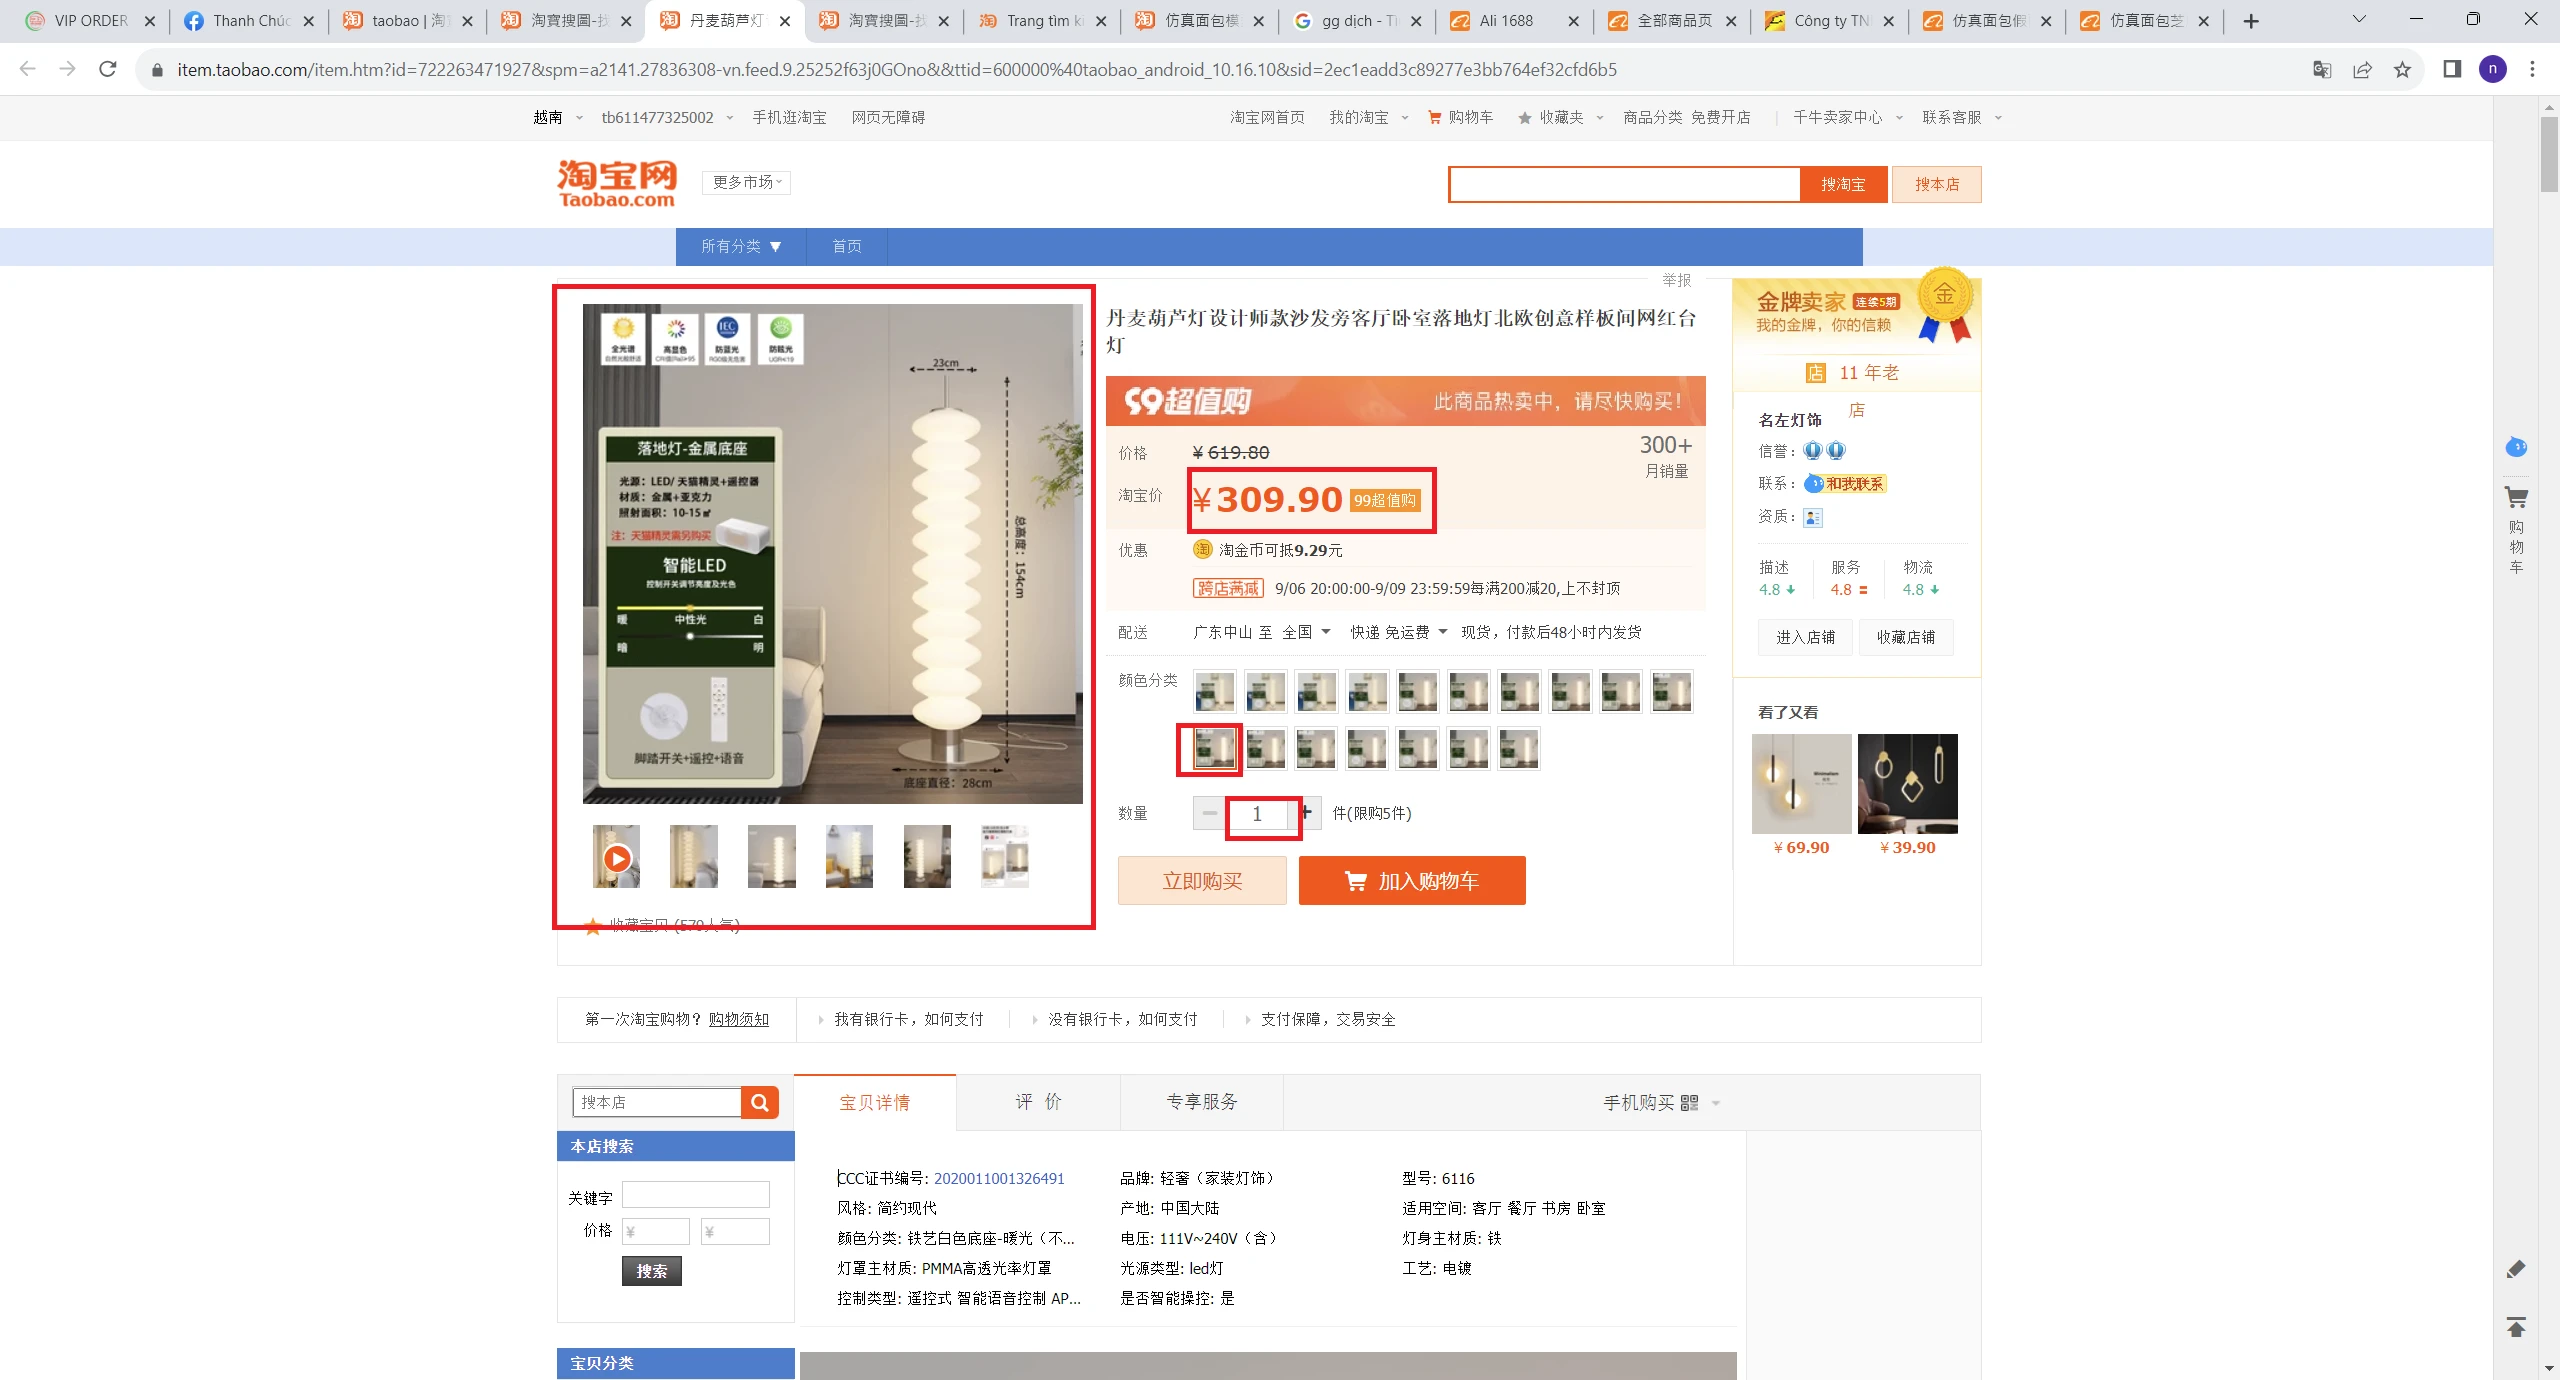 VIP ORDER
Thanh Chúc
taobao | 淘
淘寶搜圖-找
丹麦葫芦灯
淘寶搜圖-找
Trang tìm ki
仿真面包模
gg dịch - Tì
Ali 1688
全部商品页
Công ty TN
仿真面包假
仿真面包芝
item.taobao.com/item.htm?id=722263471927&spm=a2141.27836308-vn.feed.9.25252f63j0GOno&&ttid=600000%40taobao_android_10.16.10&sid=2ec1eadd3c89277e3bb764ef32cfd6b5
n
越南 tb611477325002 手机逛淘宝 网页无障碍
淘宝网首页 我的淘宝 购物车 收藏夹 商品分类 免费开店 千牛卖家中心 联系客服
淘宝网
Taobao.com
更多市场
搜淘宝 搜本店
所有分类 首页
举报
全光谱 高显色 防蓝光 防眩光
IEC
23cm
落地灯-金属底座
光源：LED/ 天猫精灵+遥控器
材质：金属+亚克力
照射面积：10-15㎡
注：天猫精灵需另购买
智能LED
控制开关调节亮度及光色
暖 中性光 白
暗 明
脚踏开关+遥控+语音
总高度：154cm
底座直径：28cm
收藏宝贝 (579人气)
丹麦葫芦灯设计师款沙发旁客厅卧室落地灯北欧创意样板间网红台
灯
99超值购 此商品热卖中，请尽快购买！
价格 ¥ 619.80
300+
月销量
淘宝价 ¥ 309.90 99超值购
优惠 淘 淘金币可抵9.29元
跨店满减 9/06 20:00:00-9/09 23:59:59每满200减20,上不封顶
配送 广东中山 至 全国 快递 免运费 现货，付款后48小时内发货
颜色分类
数量 1 件(限购5件)
立即购买 加入购物车
金牌卖家 连续5期 金
我的金牌，你的信赖
店 11 年老
店
名左灯饰
信誉：
联系： 和我联系
资质：
描述 服务 物流
4.8 4.8 4.8
进入店铺 收藏店铺
看了又看
¥ 69.90 ¥ 39.90
购
物
车
第一次淘宝购物？ 购物须知 我有银行卡，如何支付 没有银行卡，如何支付 支付保障，交易安全
搜本店
宝贝详情 评 价 专享服务 手机购买
本店搜索
关键字
价格 ¥ ¥
搜索
CCC证书编号: 2020011001326491 品牌: 轻奢（家装灯饰） 型号: 6116
风格: 简约现代 产地: 中国大陆 适用空间: 客厅 餐厅 书房 卧室
颜色分类: 铁艺白色底座-暖光（不... 电压: 111V~240V（含） 灯身主材质: 铁
灯罩主材质: PMMA高透光率灯罩 光源类型: led灯 工艺: 电镀
控制类型: 遥控式 智能语音控制 AP... 是否智能操控: 是
宝贝分类